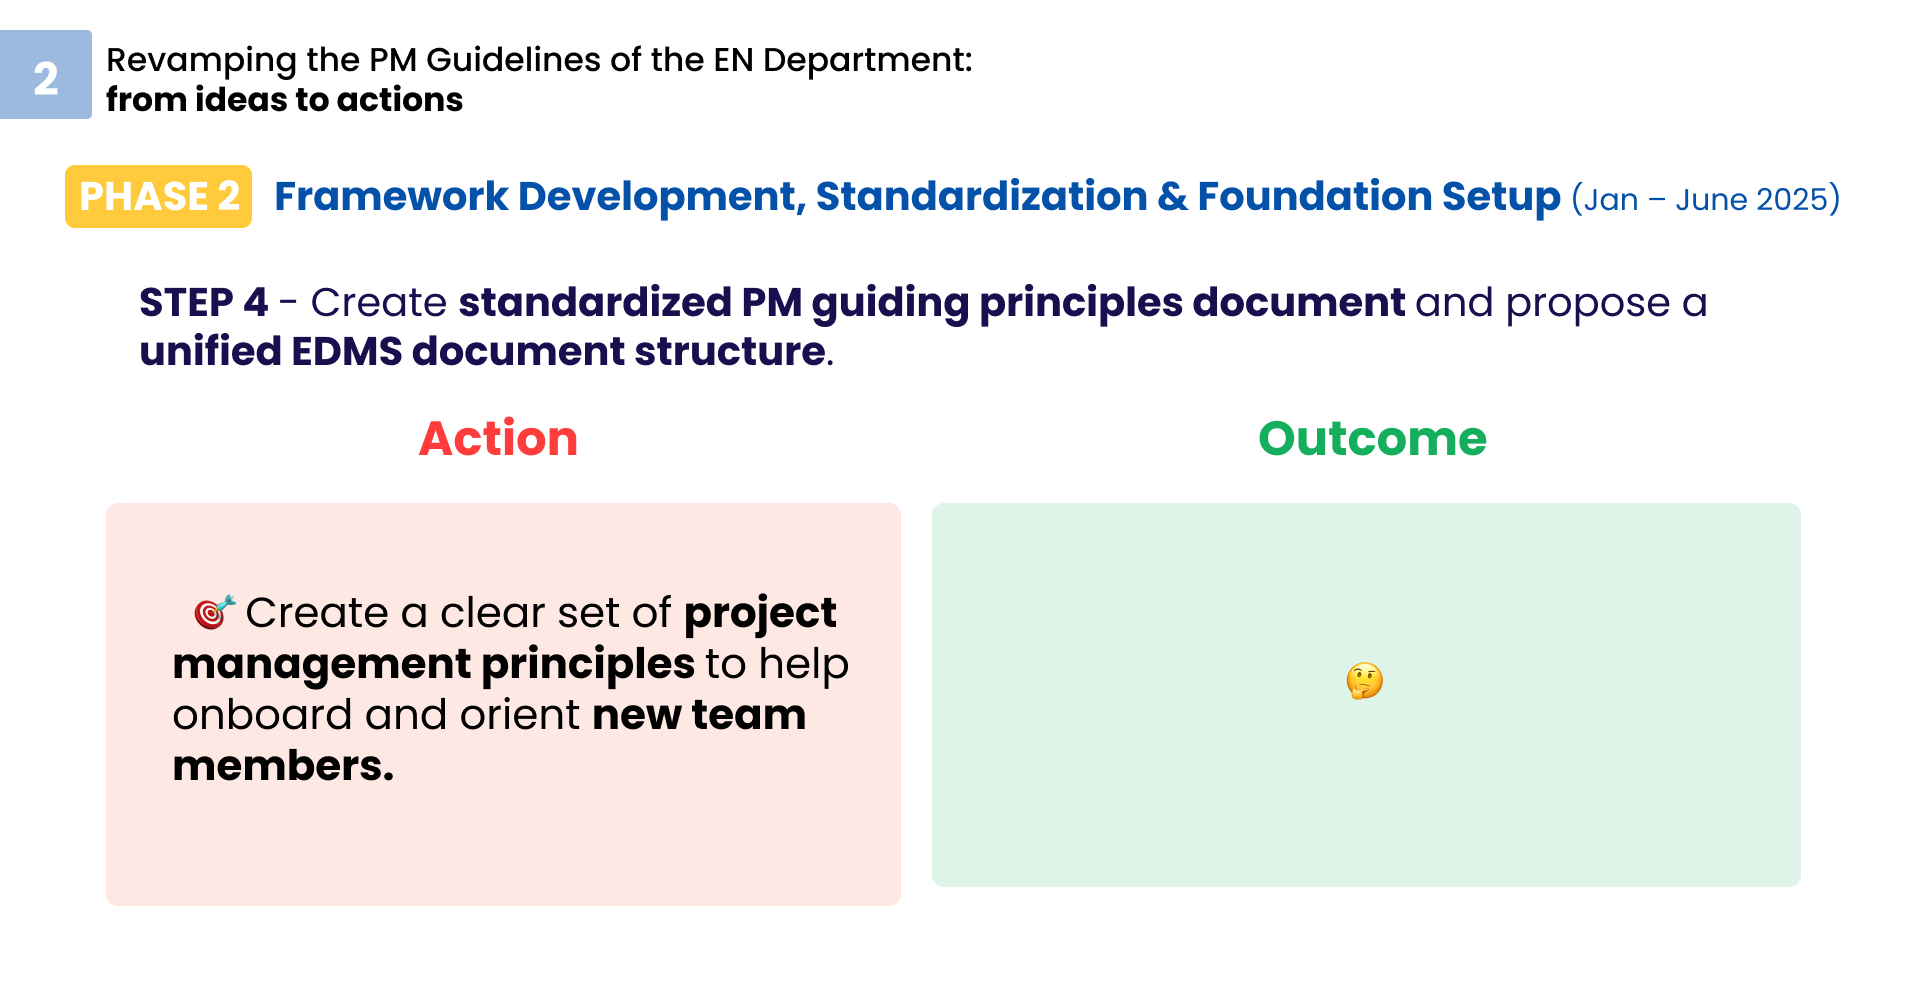 2
Revamping the PM Guidelines of the EN Department:
from ideas to actions
PHASE 2
Framework Development, Standardization & Foundation Setup (Jan – June 2025)
STEP 4 - Create standardized PM guiding principles document and propose a
unified EDMS document structure.
Action
Outcome
🎯 Create a clear set of project
management principles to help
onboard and orient new team
members.
🤔